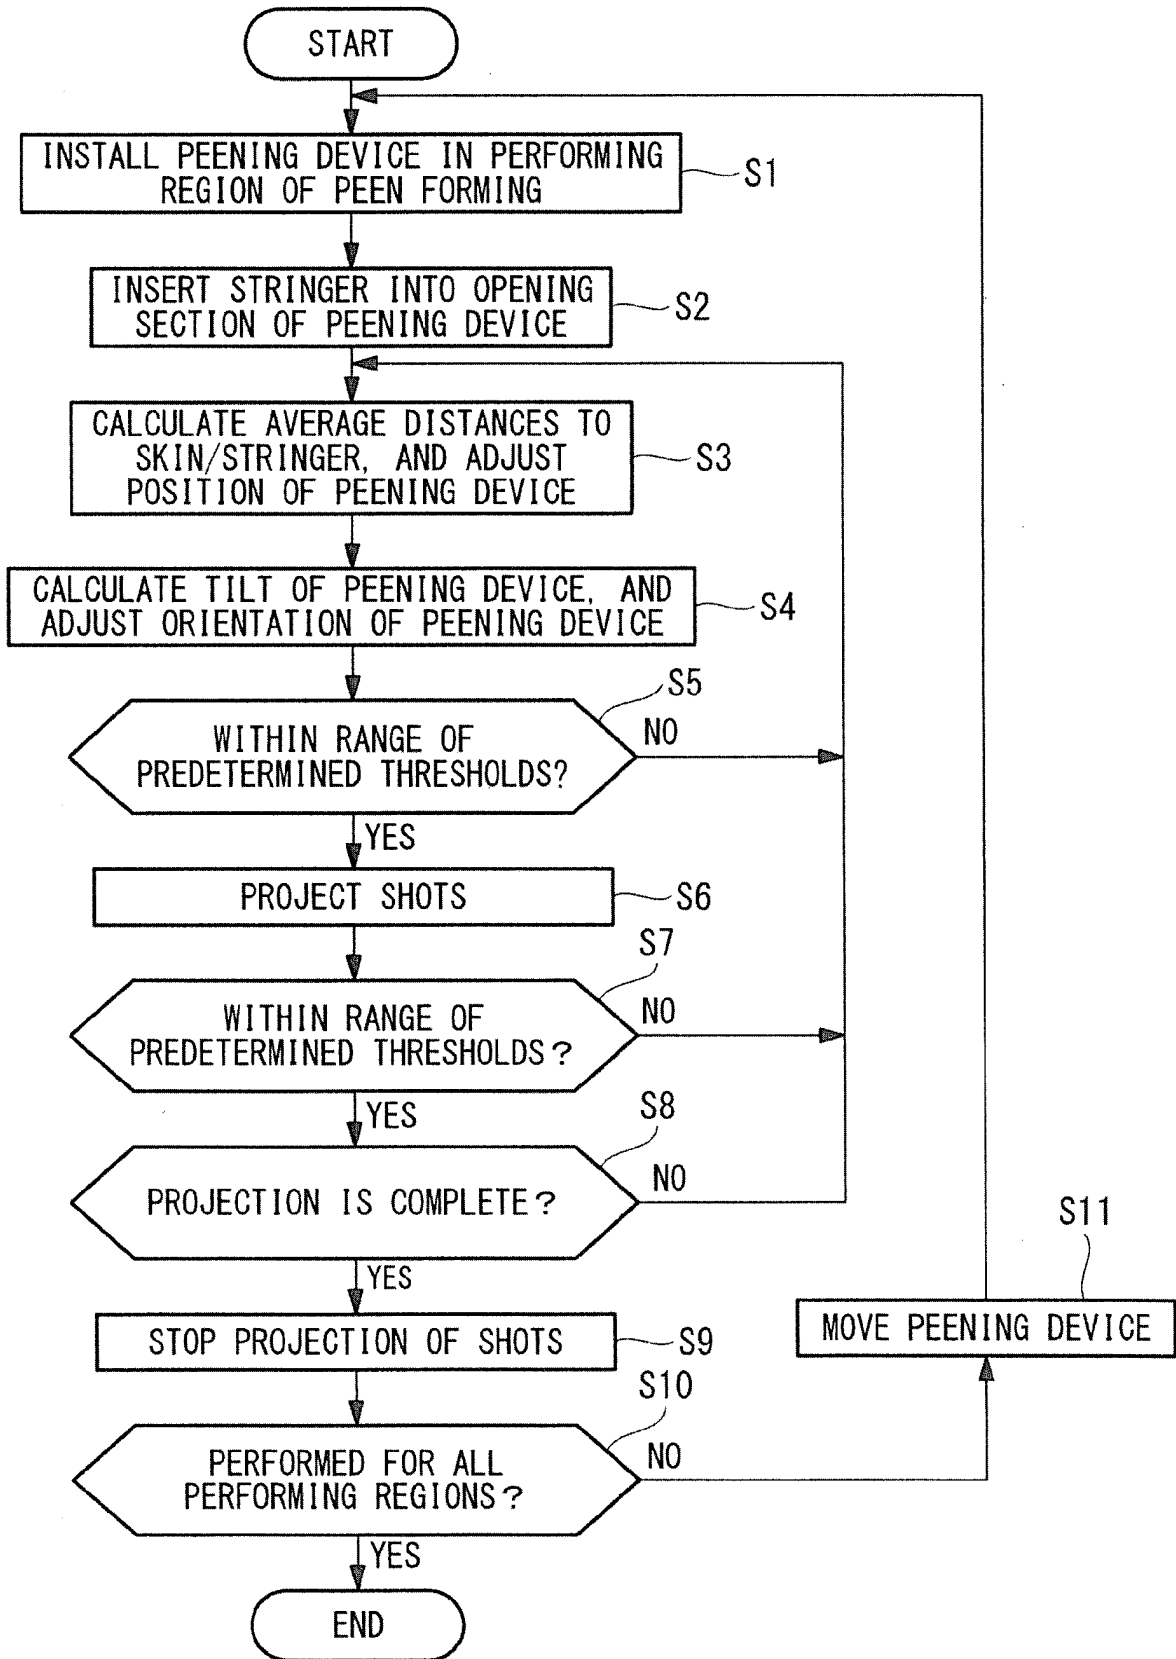 START
INSTALL PEENING DEVICE IN PERFORMING
REGION OF PEEN FORMING
S1
INSERT STRINGER INTO OPENING
SECTION OF PEENING DEVICE
S2
CALCULATE AVERAGE DISTANCES TO
SKIN/STRINGER, AND ADJUST
POSITION OF PEENING DEVICE
S3
CALCULATE TILT OF PEENING DEVICE, AND
ADJUST ORIENTATION OF PEENING DEVICE
S4
S5
WITHIN RANGE OF
PREDETERMINED THRESHOLDS?
NO
YES
PROJECT SHOTS
S6
S7
WITHIN RANGE OF
PREDETERMINED THRESHOLDS?
NO
YES
S8
PROJECTION IS COMPLETE?
NO
YES
S11
STOP PROJECTION OF SHOTS
S9
MOVE PEENING DEVICE
S10
PERFORMED FOR ALL
PERFORMING REGIONS?
NO
YES
END